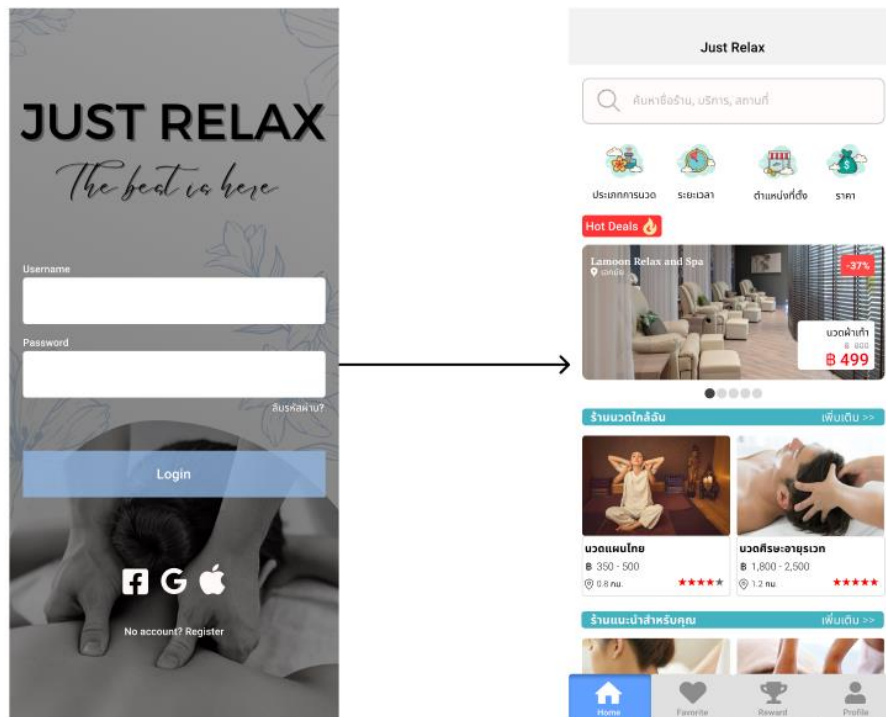 JUST RELAX
The best is here
Username
Password
ลืมรหัสผ่าน?
Login
No account? Register
Just Relax
ค้นหาชื่อร้าน, บริการ, สถานที่
ประเภทการนวด
ระยะเวลา
ตำแหน่งที่ตั้ง
ราคา
Hot Deals
Lamoon Relax and Spa
เอกมัย
-37%
นวดฝ่าเท้า
฿ 800
฿ 499
ร้านนวดใกล้ฉัน
เพิ่มเติม >>
นวดแผนไทย
฿ 350 - 500
0.8 กม.
นวดศีรษะอายุรเวท
฿ 1,800 - 2,500
1.2 กม.
ร้านแนะนำสำหรับคุณ
เพิ่มเติม >>
Home
Favorite
Reward
Profile